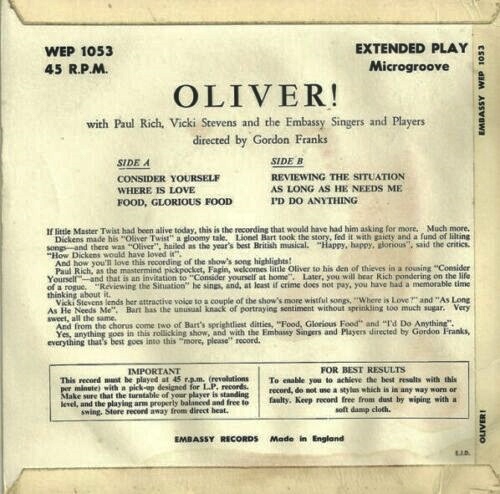 WEP 1053
45 R.P.M.
EXTENDED PLAY
Microgroove
OLIVER!
with Paul Rich, Vicki Stevens and the Embassy Singers and Players
directed by Gordon Franks
SIDE A
CONSIDER YOURSELF
WHERE IS LOVE
FOOD, GLORIOUS FOOD
SIDE B
REVIEWING THE SITUATION
AS LONG AS HE NEEDS ME
I'D DO ANYTHING
If little Master Twist had been alive today, this is the recording that would have had him asking for more. Much more.
Dickens made his "Oliver Twist" a gloomy tale. Lionel Bart took the story, fed it with gaiety and a fund of lilting
songs—and there was "Oliver", hailed as the year's best British musical. "Happy, happy, glorious", said the critics.
"How Dickens would have loved it".
And how you'll love this recording of the show's song highlights!
Paul Rich, as the mastermind pickpocket, Fagin, welcomes little Oliver to his den of thieves in a rousing "Consider
Yourself"—and that is an invitation to "Consider yourself at home". Later, you will hear Rich pondering on the life
of a rogue. "Reviewing the Situation" he sings, and, at least if crime does not pay, you have had a memorable time
thinking about it.
Vicki Stevens lends her attractive voice to a couple of the show's more wistful songs, "Where is Love?" and "As Long
As He Needs Me". Bart has the unusual knack of portraying sentiment without sprinkling too much sugar. Very
sweet, all the same.
And from the chorus come two of Bart's sprightliest ditties, "Food, Glorious Food" and "I'd Do Anything".
Yes, anything goes in this rollicking show, and with the Embassy Singers and Players directed by Gordon Franks,
everything that's best goes into this "more, please" record.
IMPORTANT
This record must be played at 45 r.p.m. (revolutions
per minute) with a pick-up designed for L.P. records.
Make sure that the turntable of your player is standing
level, and the playing arm properly balanced and free to
swing. Store record away from direct heat.
FOR BEST RESULTS
To enable you to achieve the best results with this
record, do not use a stylus which is in any way worn or
faulty. Keep record free from dust by wiping with a
soft damp cloth.
EMBASSY RECORDS Made in England
E.J.D.
EMBASSY WEP 1053
OLIVER!